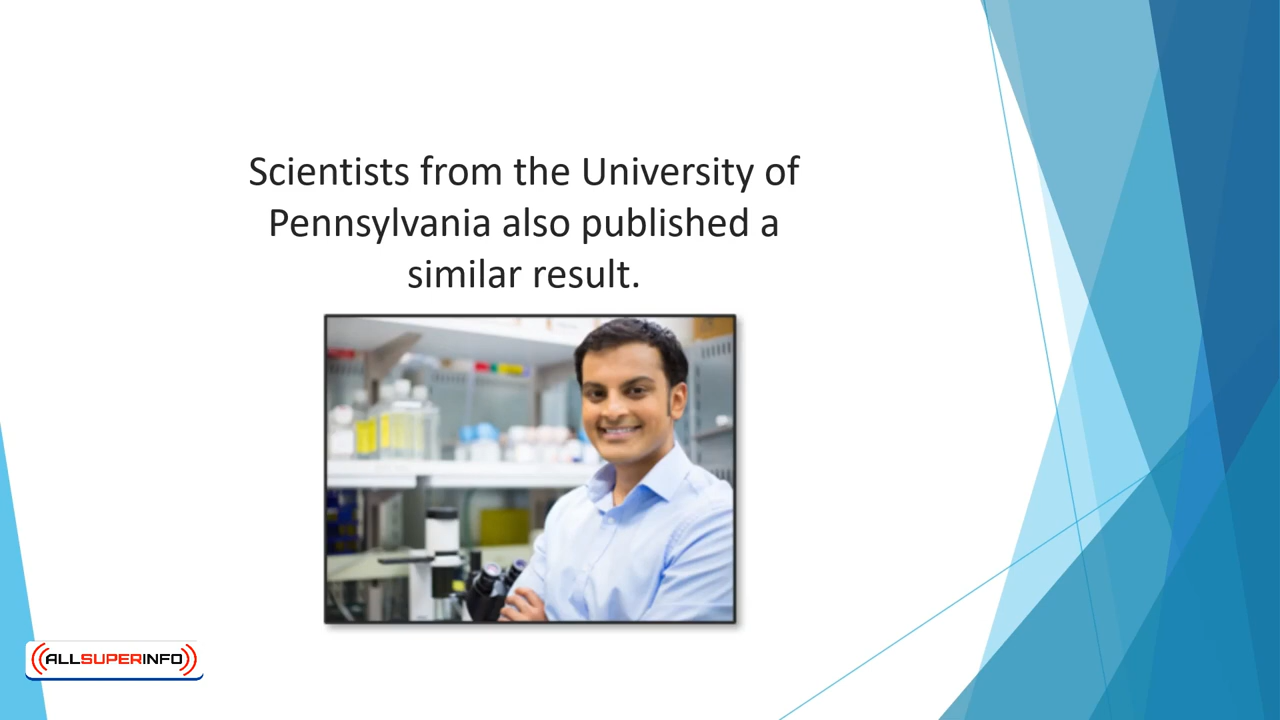 Scientists from the University of
Pennsylvania also published a
similar result.
ALLSUPERINFO